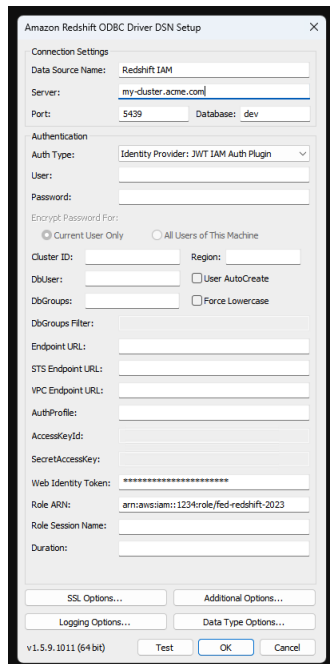 Amazon Redshift ODBC Driver DSN Setup
Connection Settings
Data Source Name: Redshift IAM
Server: my-cluster.acme.com
Port: 5439 Database: dev
Authentication
Auth Type: Identity Provider: JWT IAM Auth Plugin
User:
Password:
Encrypt Password For:
Current User Only All Users of This Machine
Cluster ID: Region:
DbUser: User AutoCreate
DbGroups: Force Lowercase
DbGroups Filter:
Endpoint URL:
STS Endpoint URL:
VPC Endpoint URL:
AuthProfile:
AccessKeyId:
SecretAccessKey:
Web Identity Token: **********************
Role ARN: arn:aws:iam::1234:role/fed-redshift-2023
Role Session Name:
Duration:
SSL Options... Additional Options...
Logging Options... Data Type Options...
v1.5.9.1011 (64 bit) Test OK Cancel